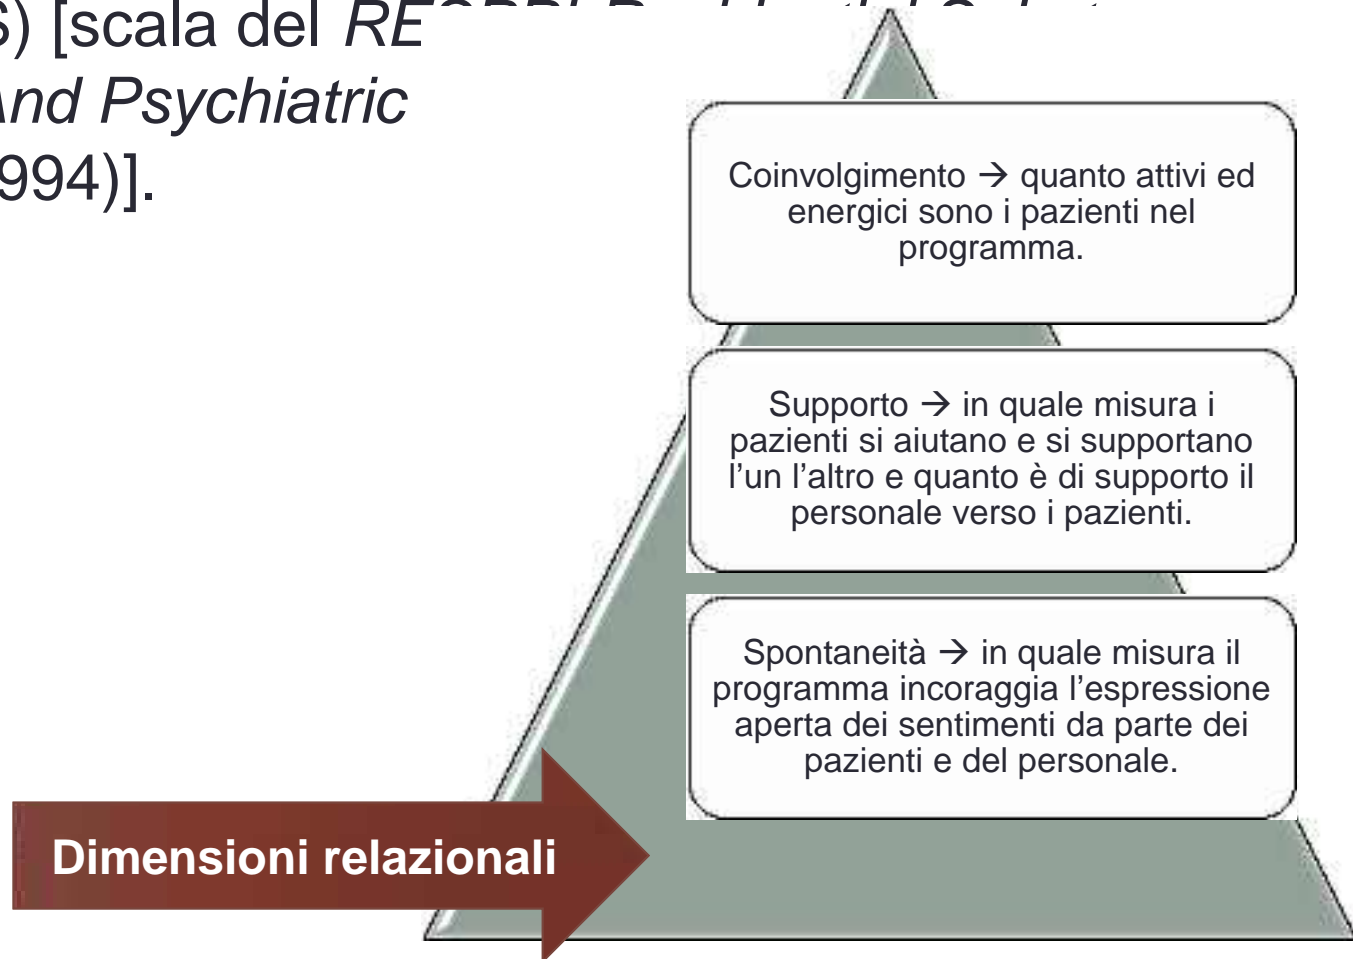 S) [scala del RE
And Psychiatric
994)].
Coinvolgimento → quanto attivi ed
energici sono i pazienti nel
programma.
Supporto → in quale misura i
pazienti si aiutano e si supportano
l’un l’altro e quanto è di supporto il
personale verso i pazienti.
Spontaneità → in quale misura il
programma incoraggia l’espressione
aperta dei sentimenti da parte dei
pazienti e del personale.
Dimensioni relazionali